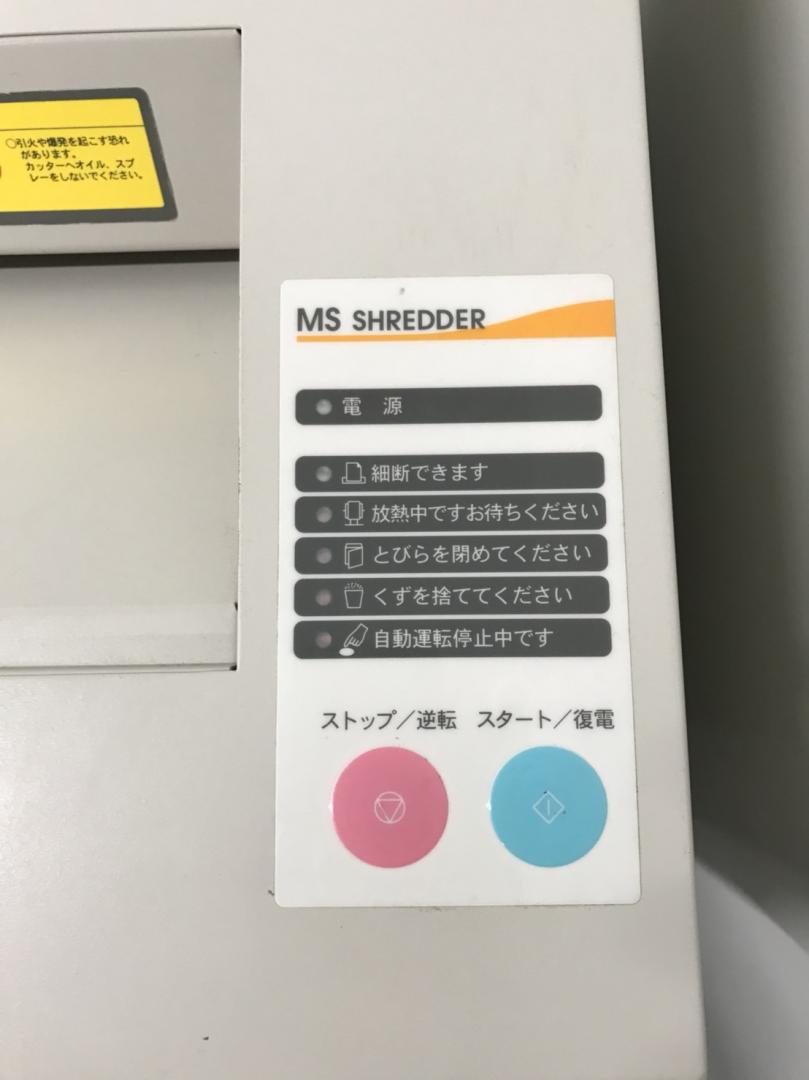 ○引火や爆発を起こす恐れ
があります。
カッターへオイル、スプ
レーをしないでください。
MS SHREDDER
電 源
細断できます
放熱中ですお待ちください
とびらを閉めてください
くずを捨ててください
自動運転停止中です
ストップ／逆転 スタート／復電